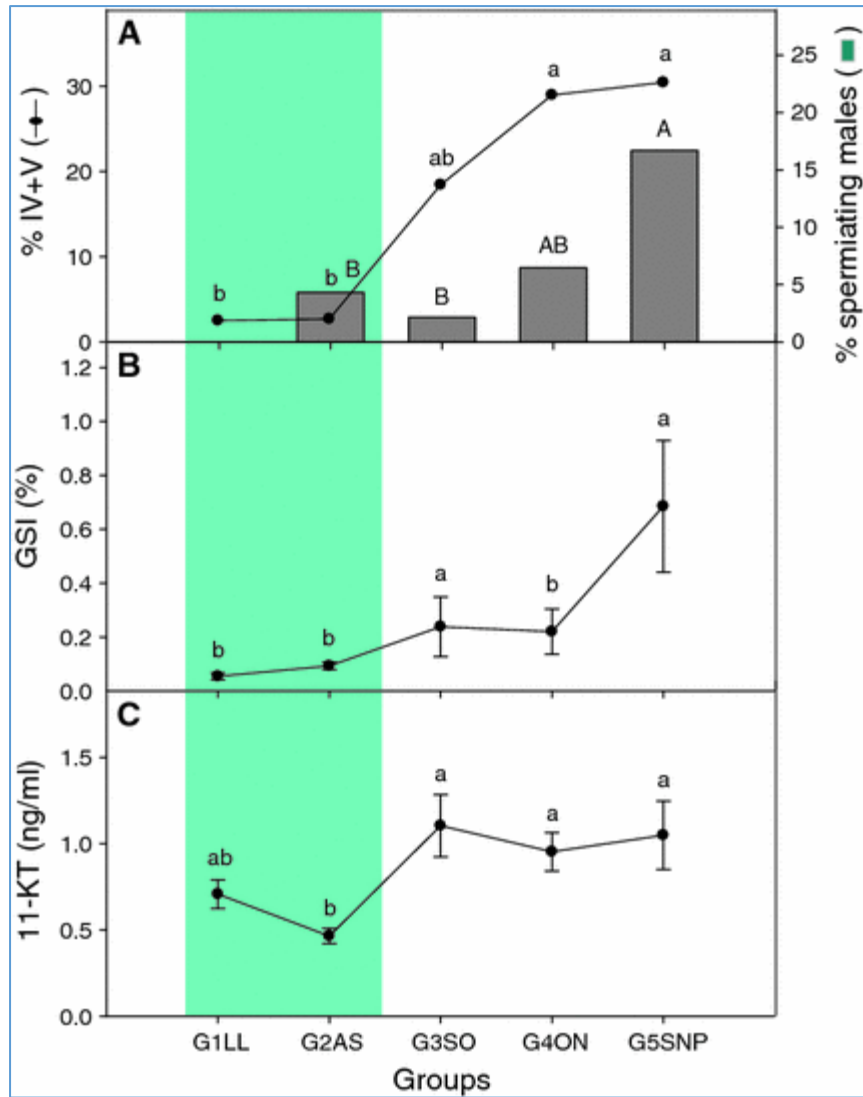 A
% IV+V (●)
30
20
10
0
b
b
B
ab
B
a
AB
a
A
25
20
15
10
5
0
% spermiating males ( )
B
GSI (%)
1.2
1.0
0.8
0.6
0.4
0.2
0.0
b
b
a
b
a
C
11-KT (ng/ml)
1.5
1.0
0.5
0.0
ab
b
a
a
a
G1LL G2AS G3SO G4ON G5SNP
Groups